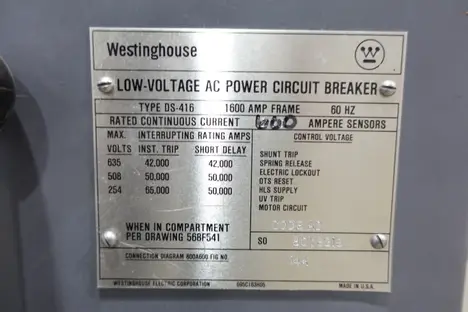 Westinghouse
LOW-VOLTAGE AC POWER CIRCUIT BREAKER
TYPE DS-416 1600 AMP FRAME 60 HZ
RATED CONTINUOUS CURRENT AMPERE SENSORS
MAX. INTERRUPTING RATING AMPS CONTROL VOLTAGE
VOLTS INST. TRIP SHORT DELAY
635 42,000 42,000
508 50,000 50,000
254 65,000 50,000
SHUNT TRIP
SPRING RELEASE
ELECTRIC LOCKOUT
OTS RESET
HLS SUPPLY
UV TRIP
MOTOR CIRCUIT
WHEN IN COMPARTMENT
PER DRAWING 568F541
SO
CONNECTION DIAGRAM 600A600 FIG NO.
WESTINGHOUSE ELECTRIC CORPORATION MADE IN U.S.A.